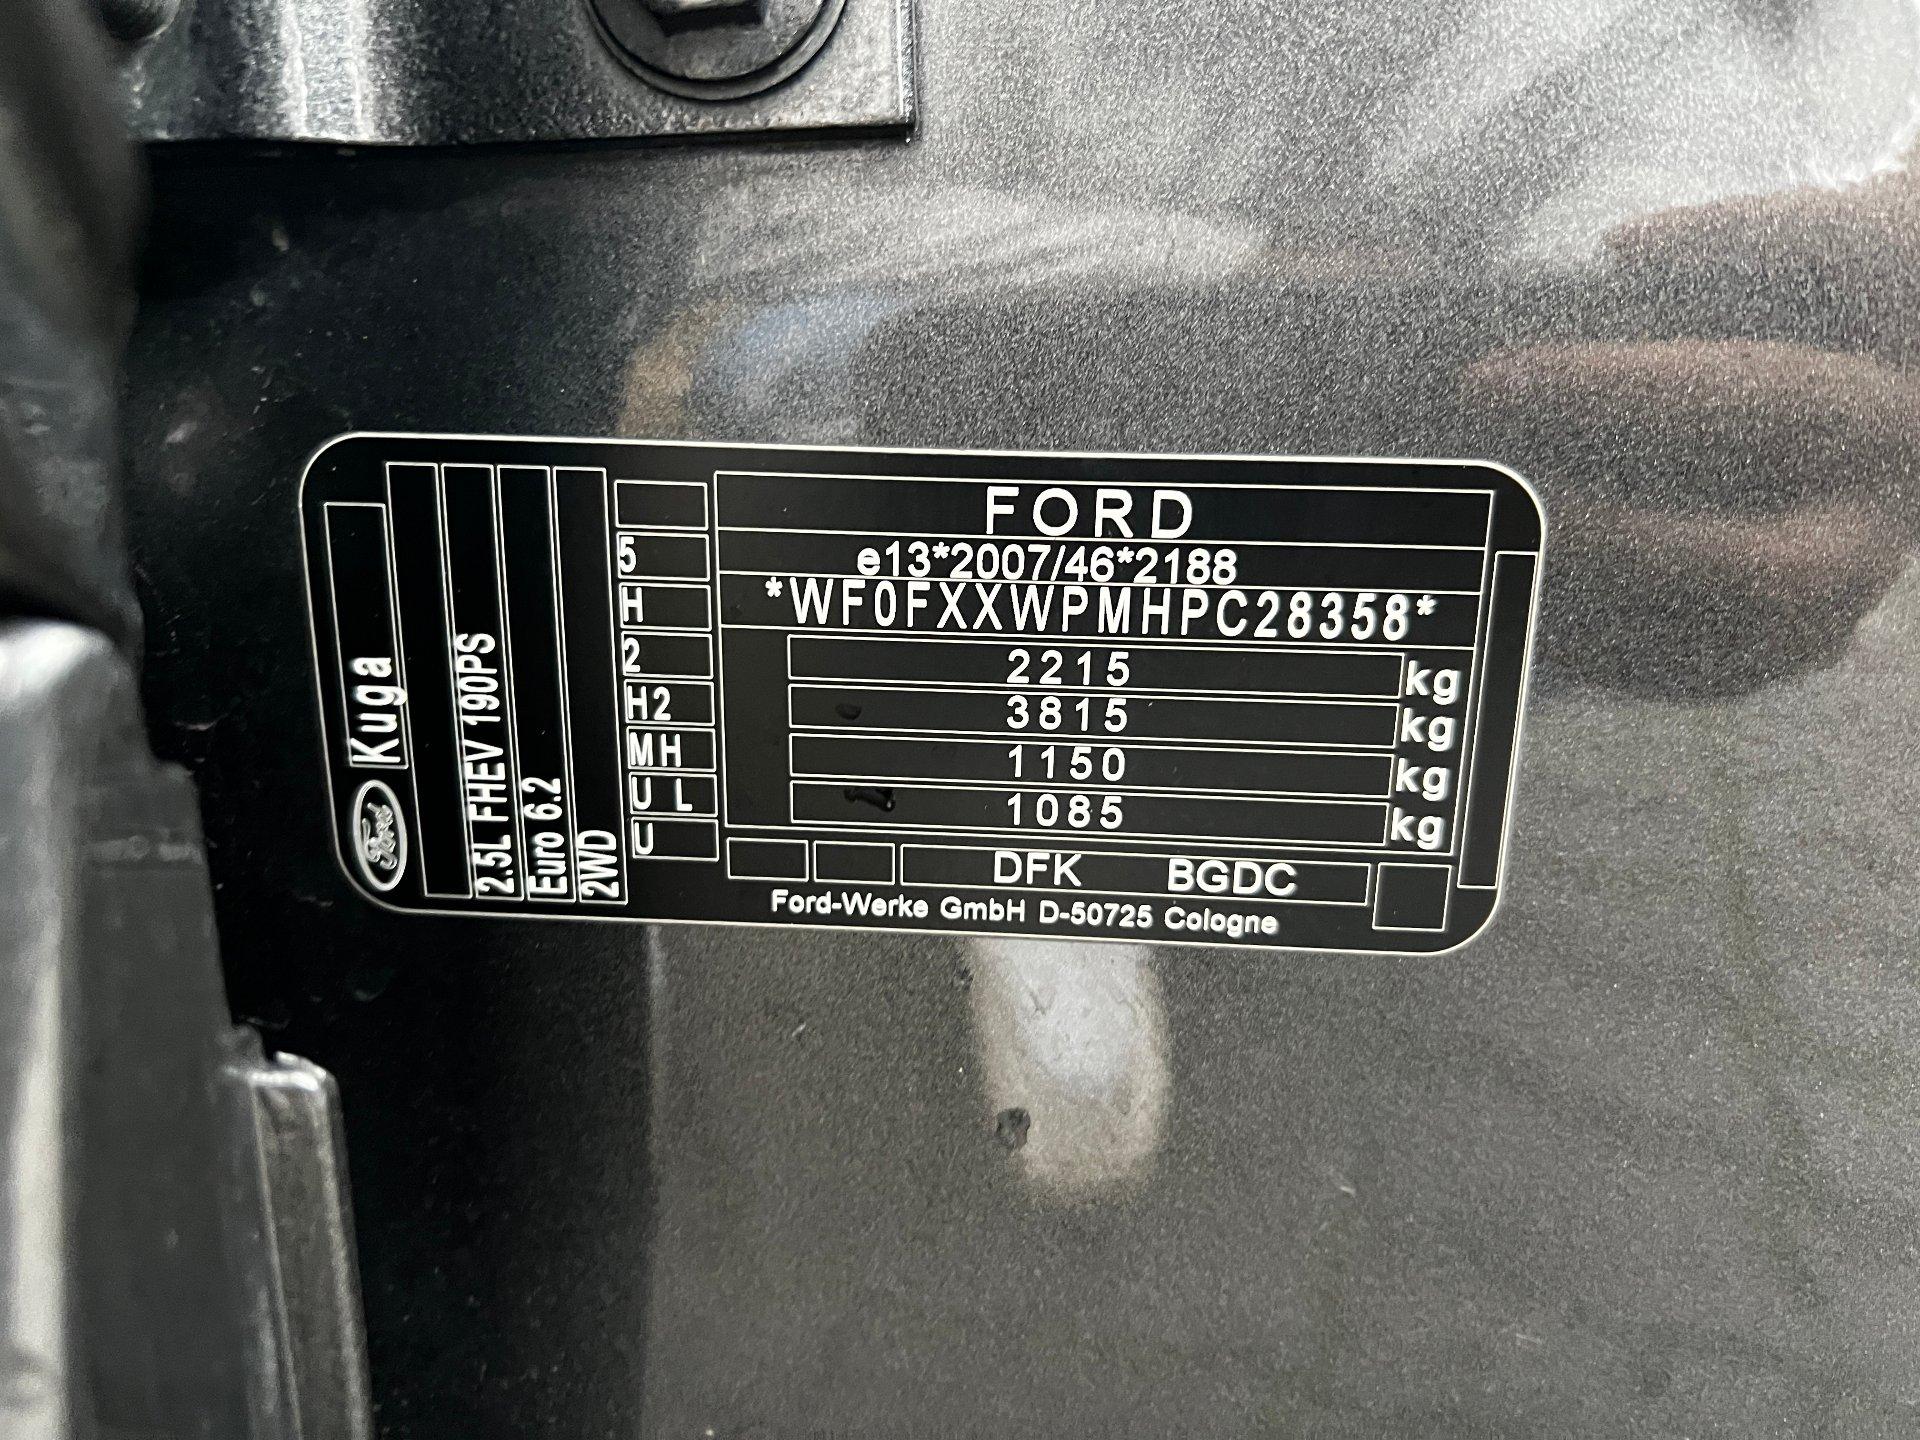 FORD
e13*2007/46*2188
*WF0FXXWPMHPC28358*
2215 kg
3815 kg
1150 kg
1085 kg
DFK BGDC
Ford-Werke GmbH D-50725 Cologne
5
H
2
H2
MH
U L
U
Ford Kuga
2.5L FHEV 190PS
Euro 6.2
2WD